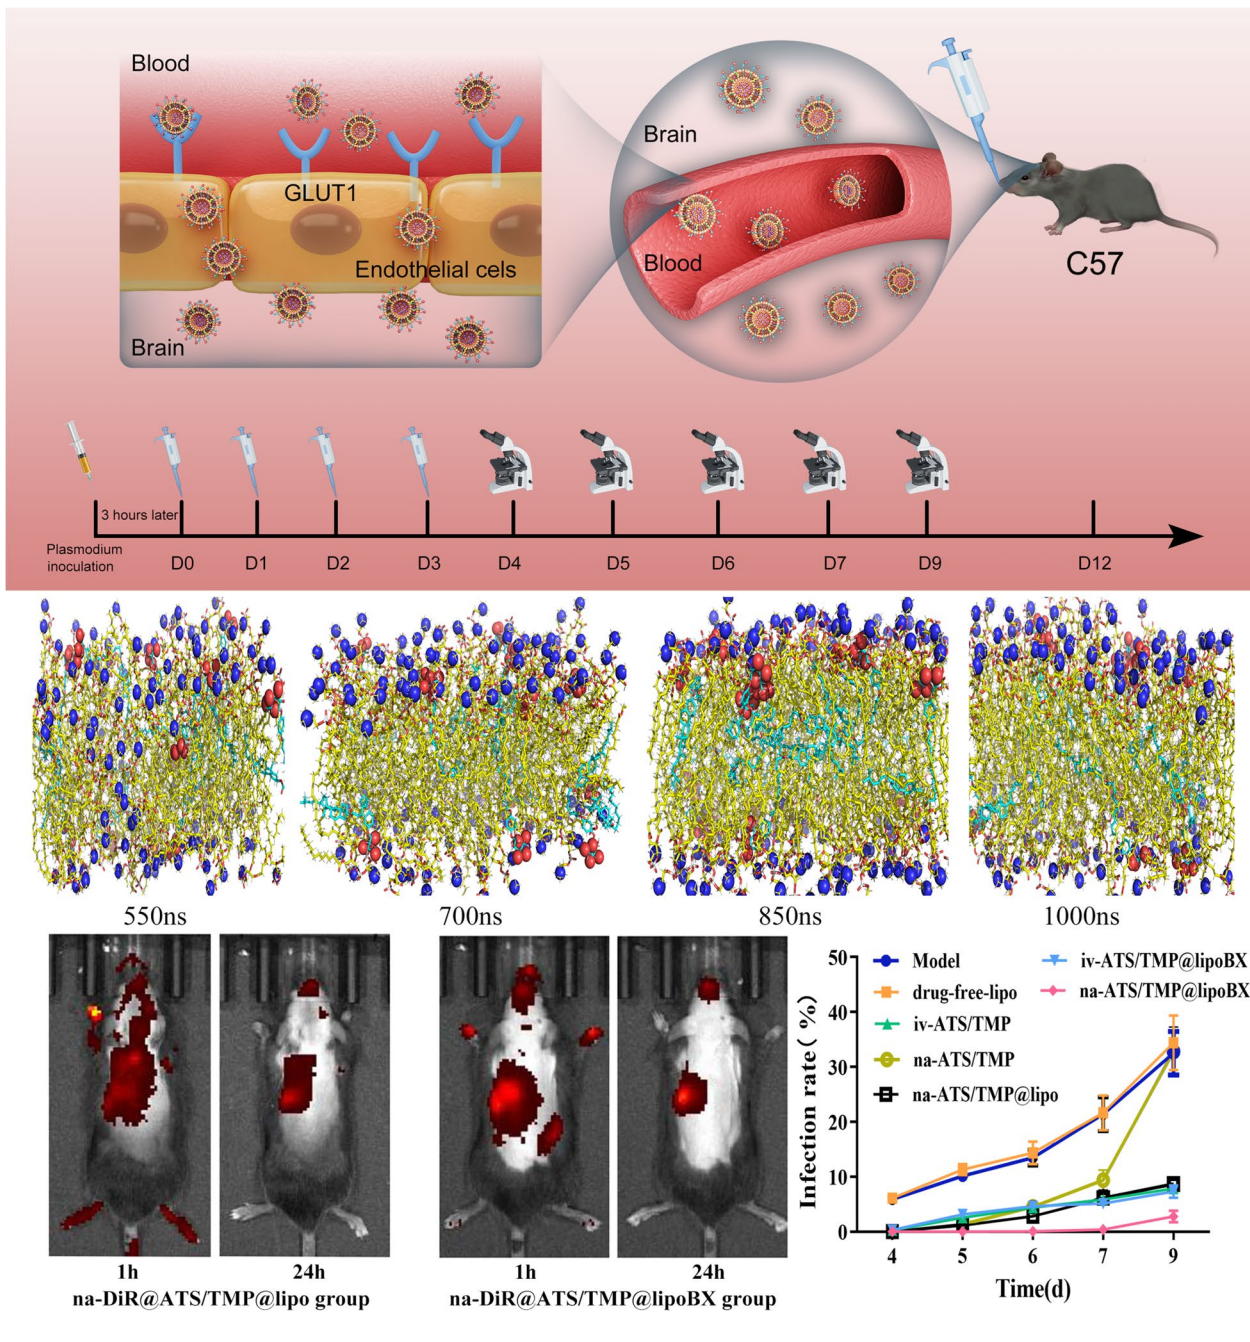 Blood
GLUT1
Endothelial cels
Brain
Brain
Blood
C57
3 hours later
Plasmodium
inoculation
D0
D1
D2
D3
D4
D5
D6
D7
D9
D12
550ns
700ns
850ns
1000ns
1h
24h
na-DiR@ATS/TMP@lipo group
1h
24h
na-DiR@ATS/TMP@lipoBX group
Infection rate( %)
50
40
30
20
10
0
Model
drug-free-lipo
iv-ATS/TMP
na-ATS/TMP
na-ATS/TMP@lipo
iv-ATS/TMP@lipoBX
na-ATS/TMP@lipoBX
4 5 6 7 9
Time(d)